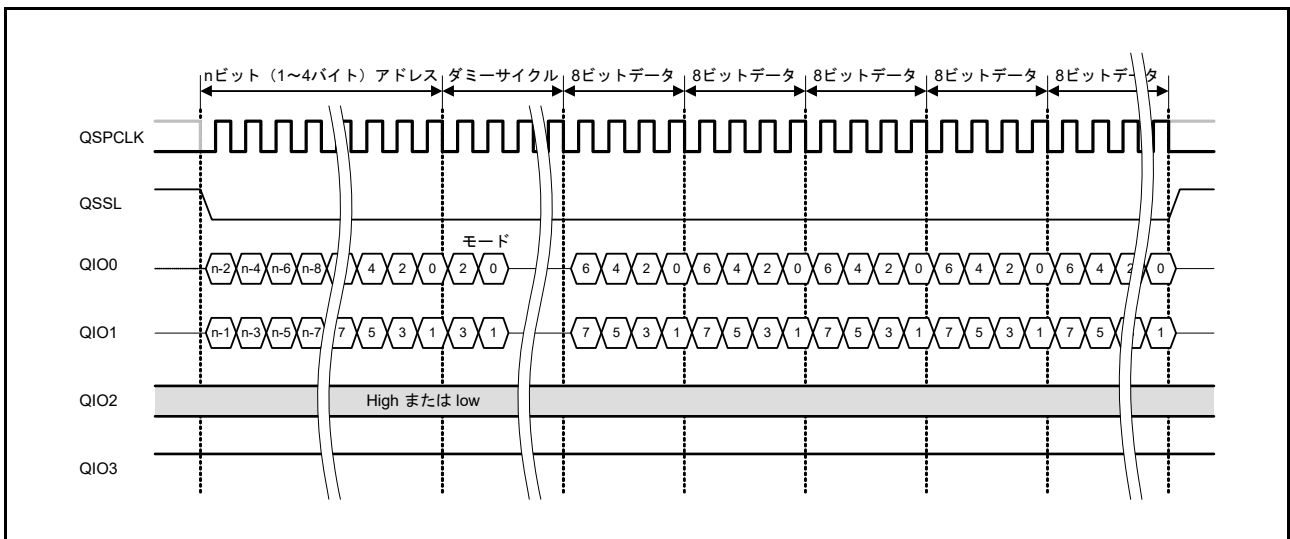 nビット（1～4バイト）アドレス ダミーサイクル 8ビットデータ 8ビットデータ 8ビットデータ 8ビットデータ 8ビットデータ
QSPCLK
QSSL
モード
QIO0 n-2 n-4 n-6 n-8 4 2 0 2 0 6 4 2 0 6 4 2 0 6 4 2 0 6 4 2 0 6 4 2 0
QIO1 n-1 n-3 n-5 n-7 7 5 3 1 3 1 7 5 3 1 7 5 3 1 7 5 3 1 7 5 3 1 7 5 1
QIO2 High または low
QIO3